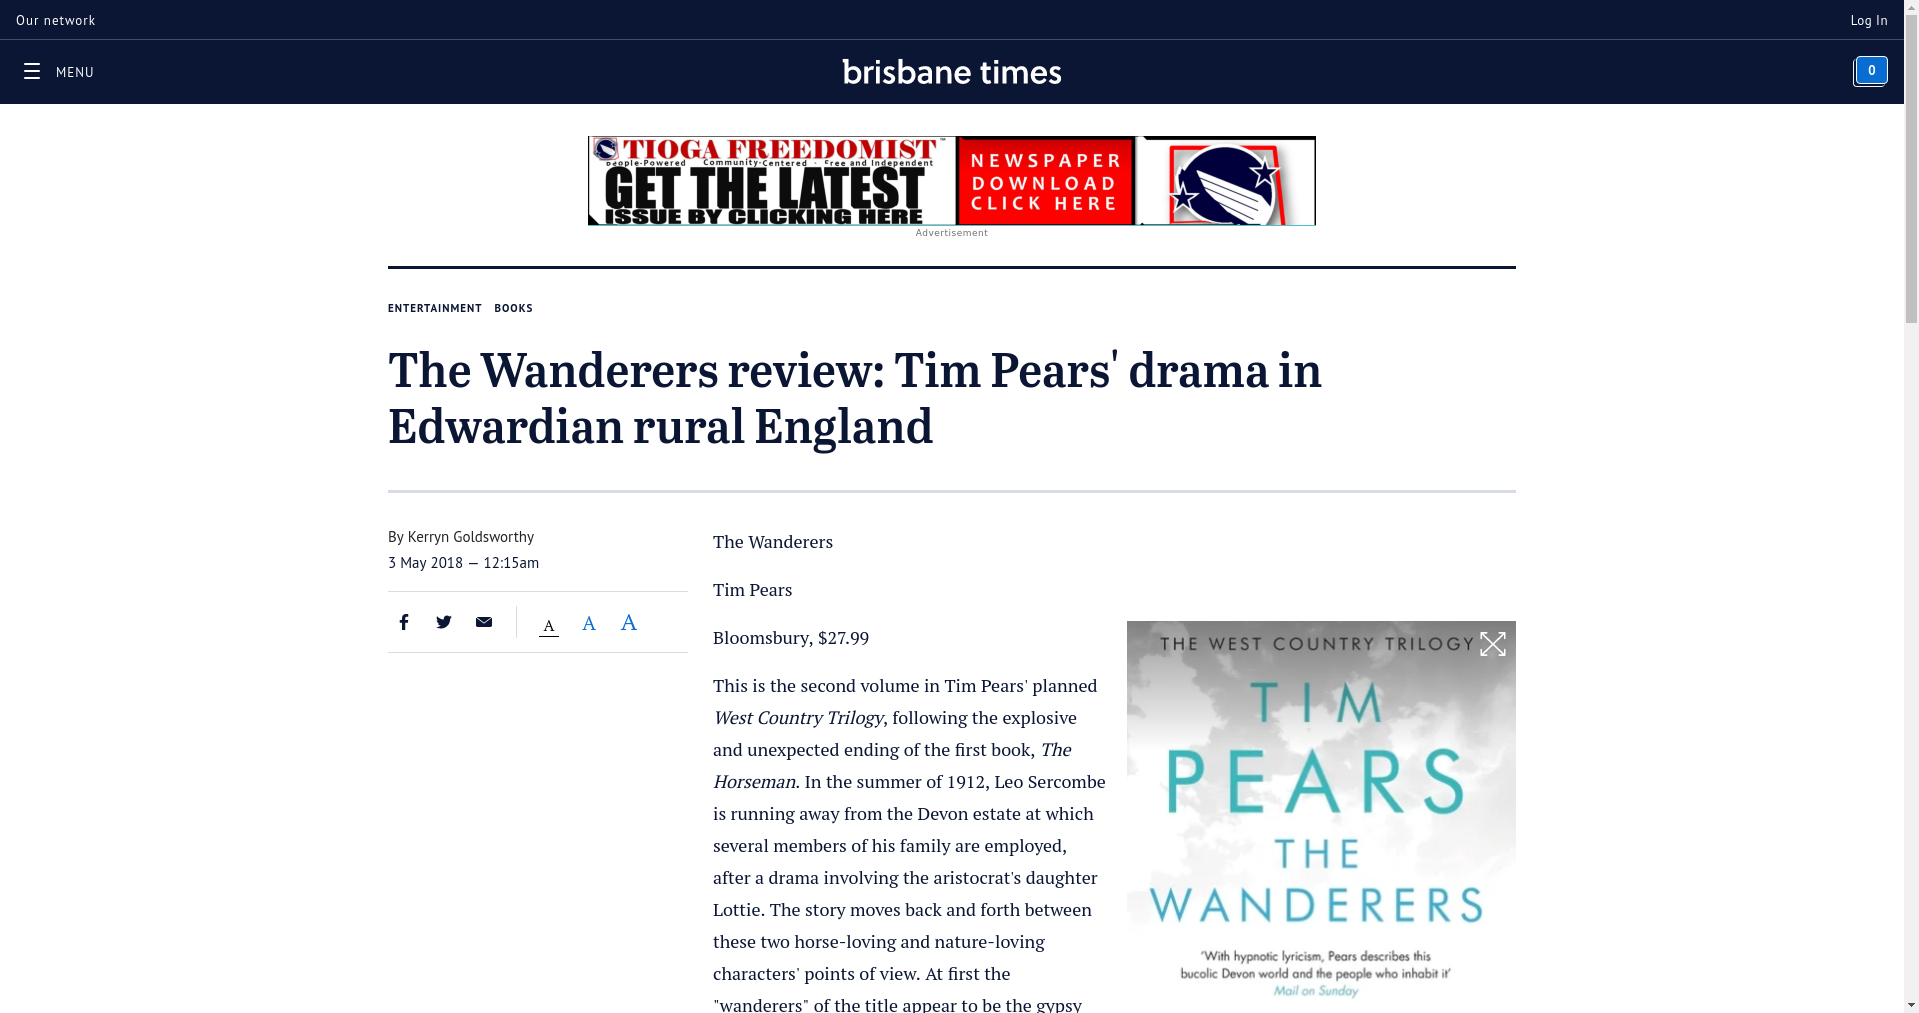 Our network
Log In
MENU
brisbane times
0
TIOGA FREEDOMIST™
People-Powered Community-Centered · Free and Independent
GET THE LATEST
ISSUE BY CLICKING HERE
NEWSPAPER
DOWNLOAD
CLICK HERE
Advertisement
ENTERTAINMENT BOOKS
The Wanderers review: Tim Pears' drama in
Edwardian rural England
By Kerryn Goldsworthy
3 May 2018 — 12:15am
A A A
The Wanderers
Tim Pears
Bloomsbury, $27.99
This is the second volume in Tim Pears' planned
West Country Trilogy, following the explosive
and unexpected ending of the first book, The
Horseman. In the summer of 1912, Leo Sercombe
is running away from the Devon estate at which
several members of his family are employed,
after a drama involving the aristocrat's daughter
Lottie. The story moves back and forth between
these two horse-loving and nature-loving
characters' points of view. At first the
"wanderers" of the title appear to be the gypsy
THE WEST COUNTRY TRILOGY
TIM
PEARS
THE
WANDERERS
'With hypnotic lyricism, Pears describes this
bucolic Devon world and the people who inhabit it'
Mail on Sunday